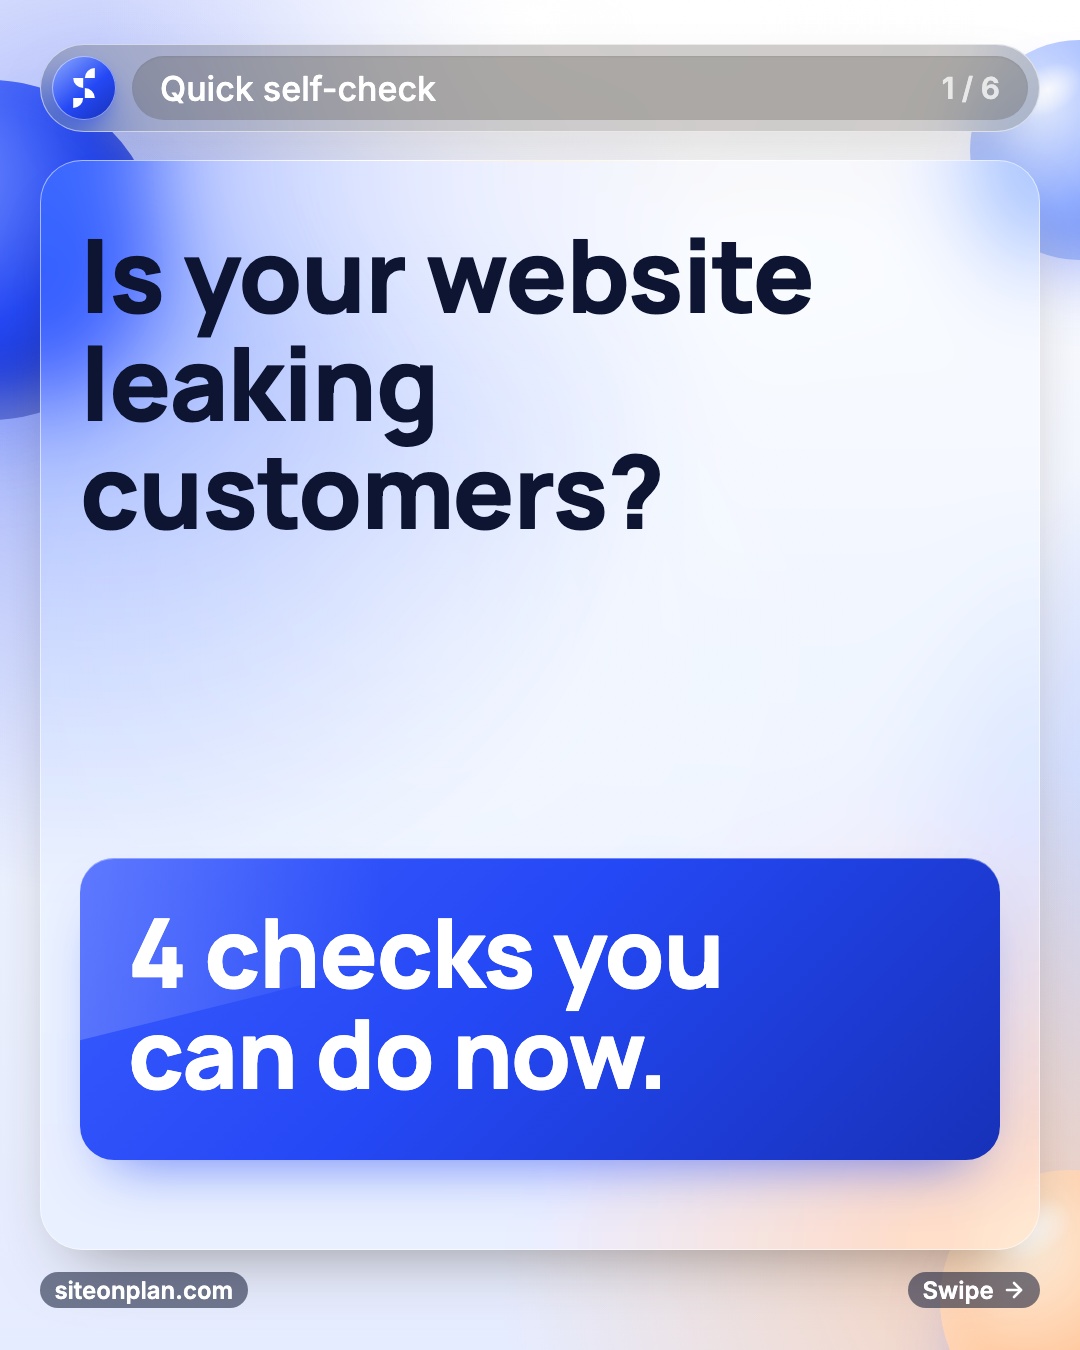 Quick self-check
1 / 6
Is your website
leaking
customers?
4 checks you
can do now.
siteonplan.com
Swipe →